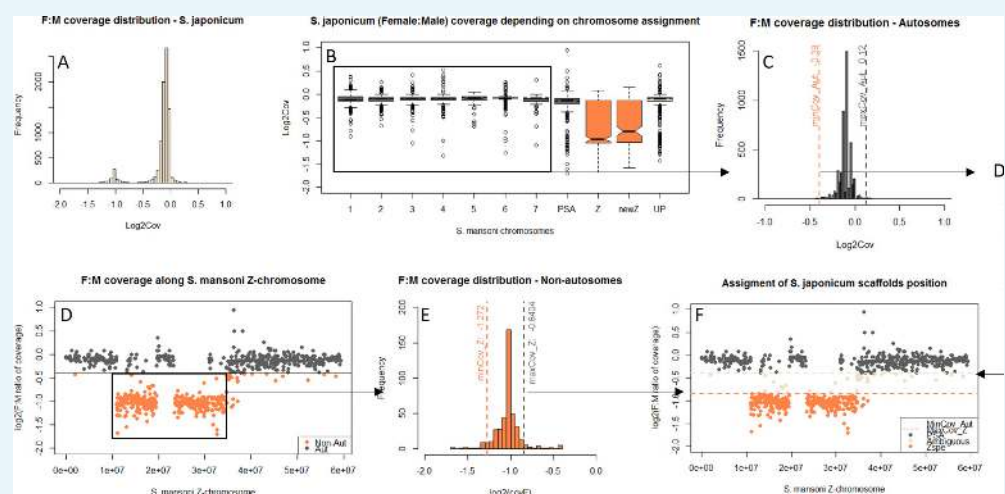 F:M coverage distribution - S. japonicum
A
Frequency
2000
1000
500
0
2.0
-1.0
0.0
1.0
Log2Cov
S. japonicum (Female:Male) coverage depending on chromosome assignment
B
Log2Cov
1.0
0.5
0.0
-0.5
-1.0
-1.5
-2.0
1 2 3 4 5 6 7 PSA Z newZ UP
S. mansoni chromosomes
F:M coverage distribution - Autosomes
C
Frequency
1500
1000
500
0
-1.0 -0.5 0.0 0.5 1.0
Log2Cov
maxCov_Aut, 0.12
D
F:M coverage along S. mansoni Z-chromosome
D
log2(F:M ratio of coverage)
1.0
0.5
0.0
-0.5
-1.0
-1.5
-2.0
Non-Aut
Aut
0e+00 1e+07 2e+07 3e+07 4e+07 5e+07 6e+07
S. mansoni Z-chromosome
F:M coverage distribution - Non-autosomes
E
Frequency
200
150
100
50
0
minCov_Z, -1.272
-2.0 -1.5 -1.0 -0.5 0.0
Assigment of S. japonicum scaffolds position
F
log2(F:M ratio of coverage)
1.0
0.5
0.0
-0.5
-1.0
-1.5
-2.0
MinCov_Aut
MaxCov_Z
PSA
Ambiguous
Zspe
0e+00 1e+07 2e+07 3e+07 4e+07 5e+07 6e+07
S. mansoni Z-chromosome